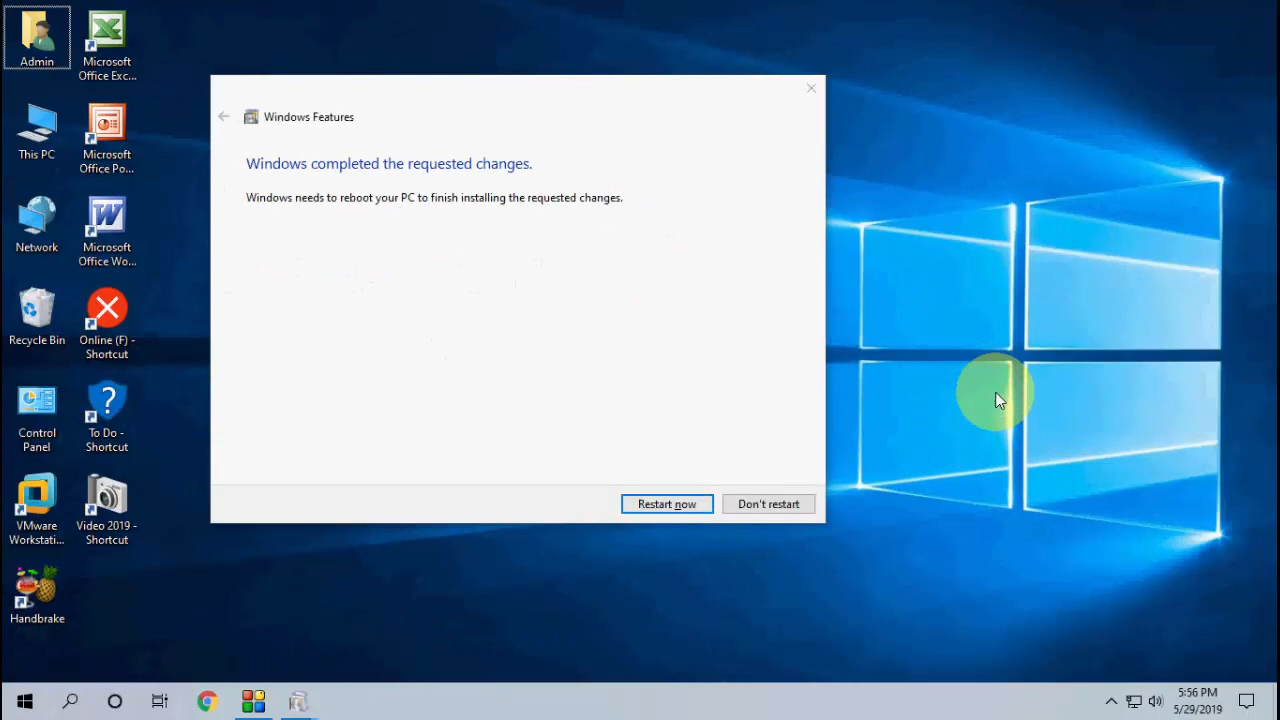 Admin
Microsoft
Office Exc...
This PC
Microsoft
Office Po...
Network
Microsoft
Office Wo...
Recycle Bin
Online (F) -
Shortcut
Control
Panel
To Do -
Shortcut
VMware
Workstati...
Video 2019 -
Shortcut
Handbrake
Windows Features
Windows completed the requested changes.
Windows needs to reboot your PC to finish installing the requested changes.
Restart now
Don't restart
5:56 PM
5/29/2019